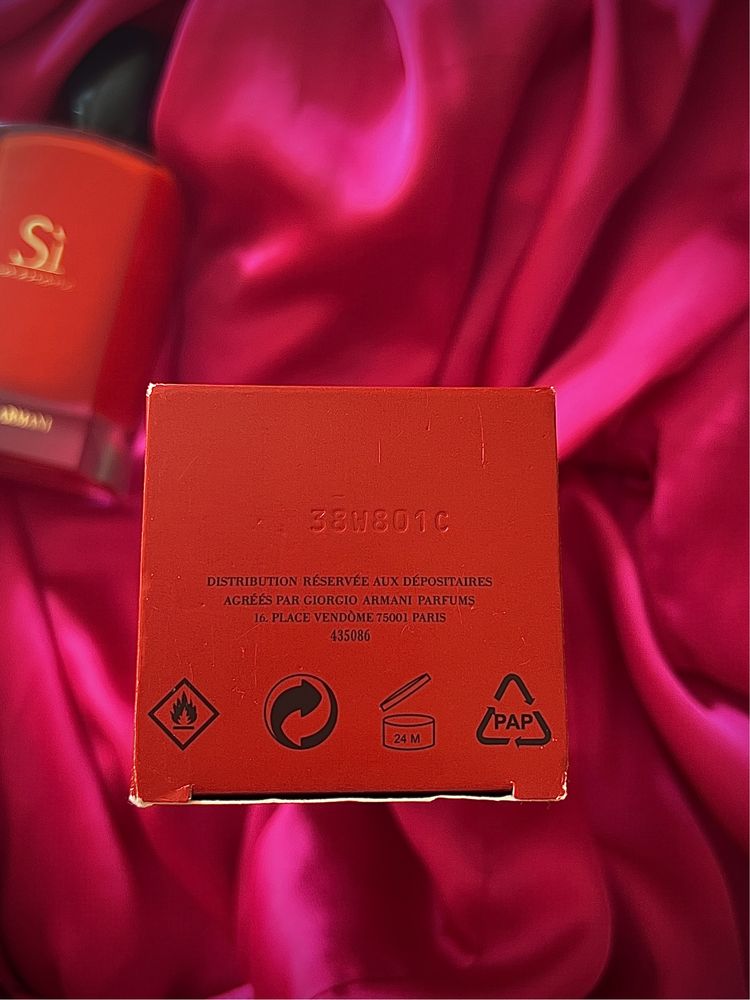 Sì
ARMANI
38W801C
DISTRIBUTION RÉSERVÉE AUX DÉPOSITAIRES
AGRÉÉS PAR GIORGIO ARMANI PARFUMS
16, PLACE VENDÔME 75001 PARIS
435086
24 M
PAP